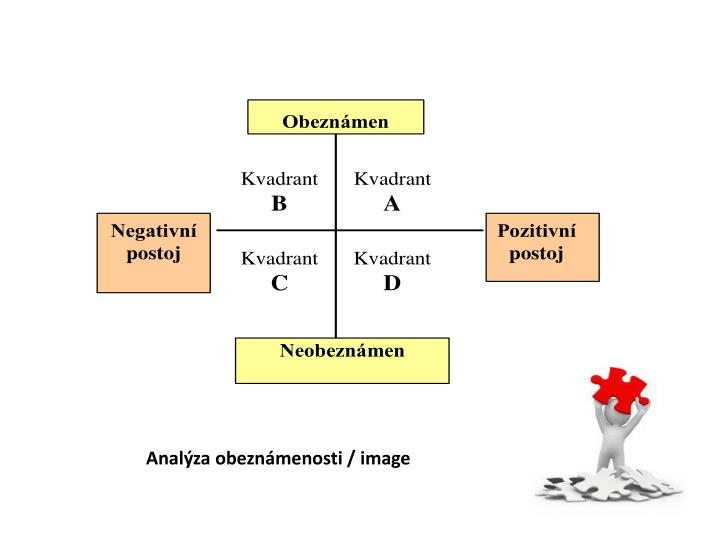 Obeznámen
Kvadrant Kvadrant
B A
Negativní Pozitivní
postoj postoj
Kvadrant Kvadrant
C D
Neobeznámen
Analýza obeznámenosti / image